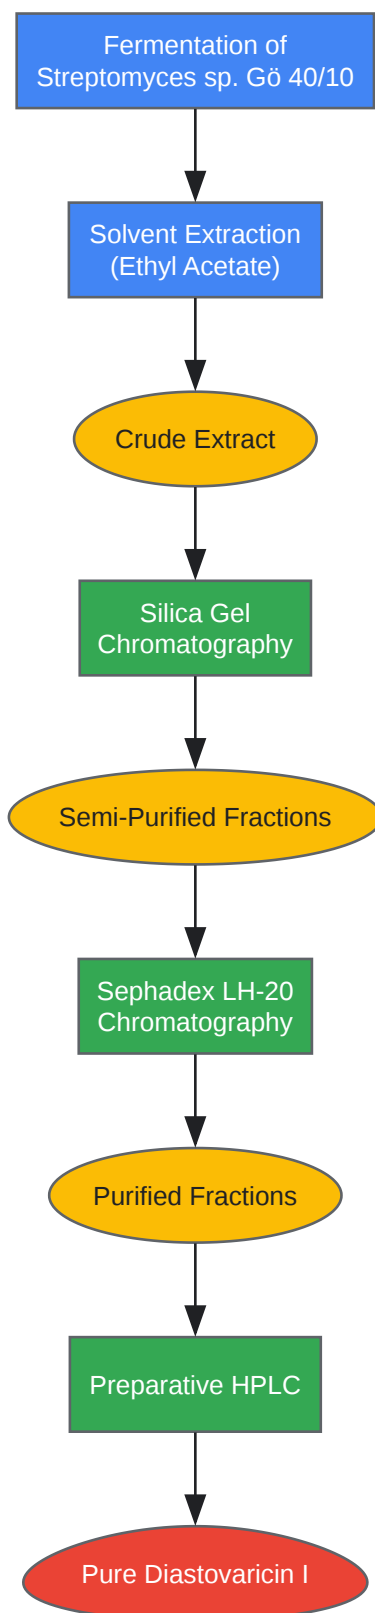 Fermentation of
Streptomyces sp. Gö 40/10
Solvent Extraction
(Ethyl Acetate)
Crude Extract
Silica Gel
Chromatography
Semi-Purified Fractions
Sephadex LH-20
Chromatography
Purified Fractions
Preparative HPLC
Pure Diastovaricin I